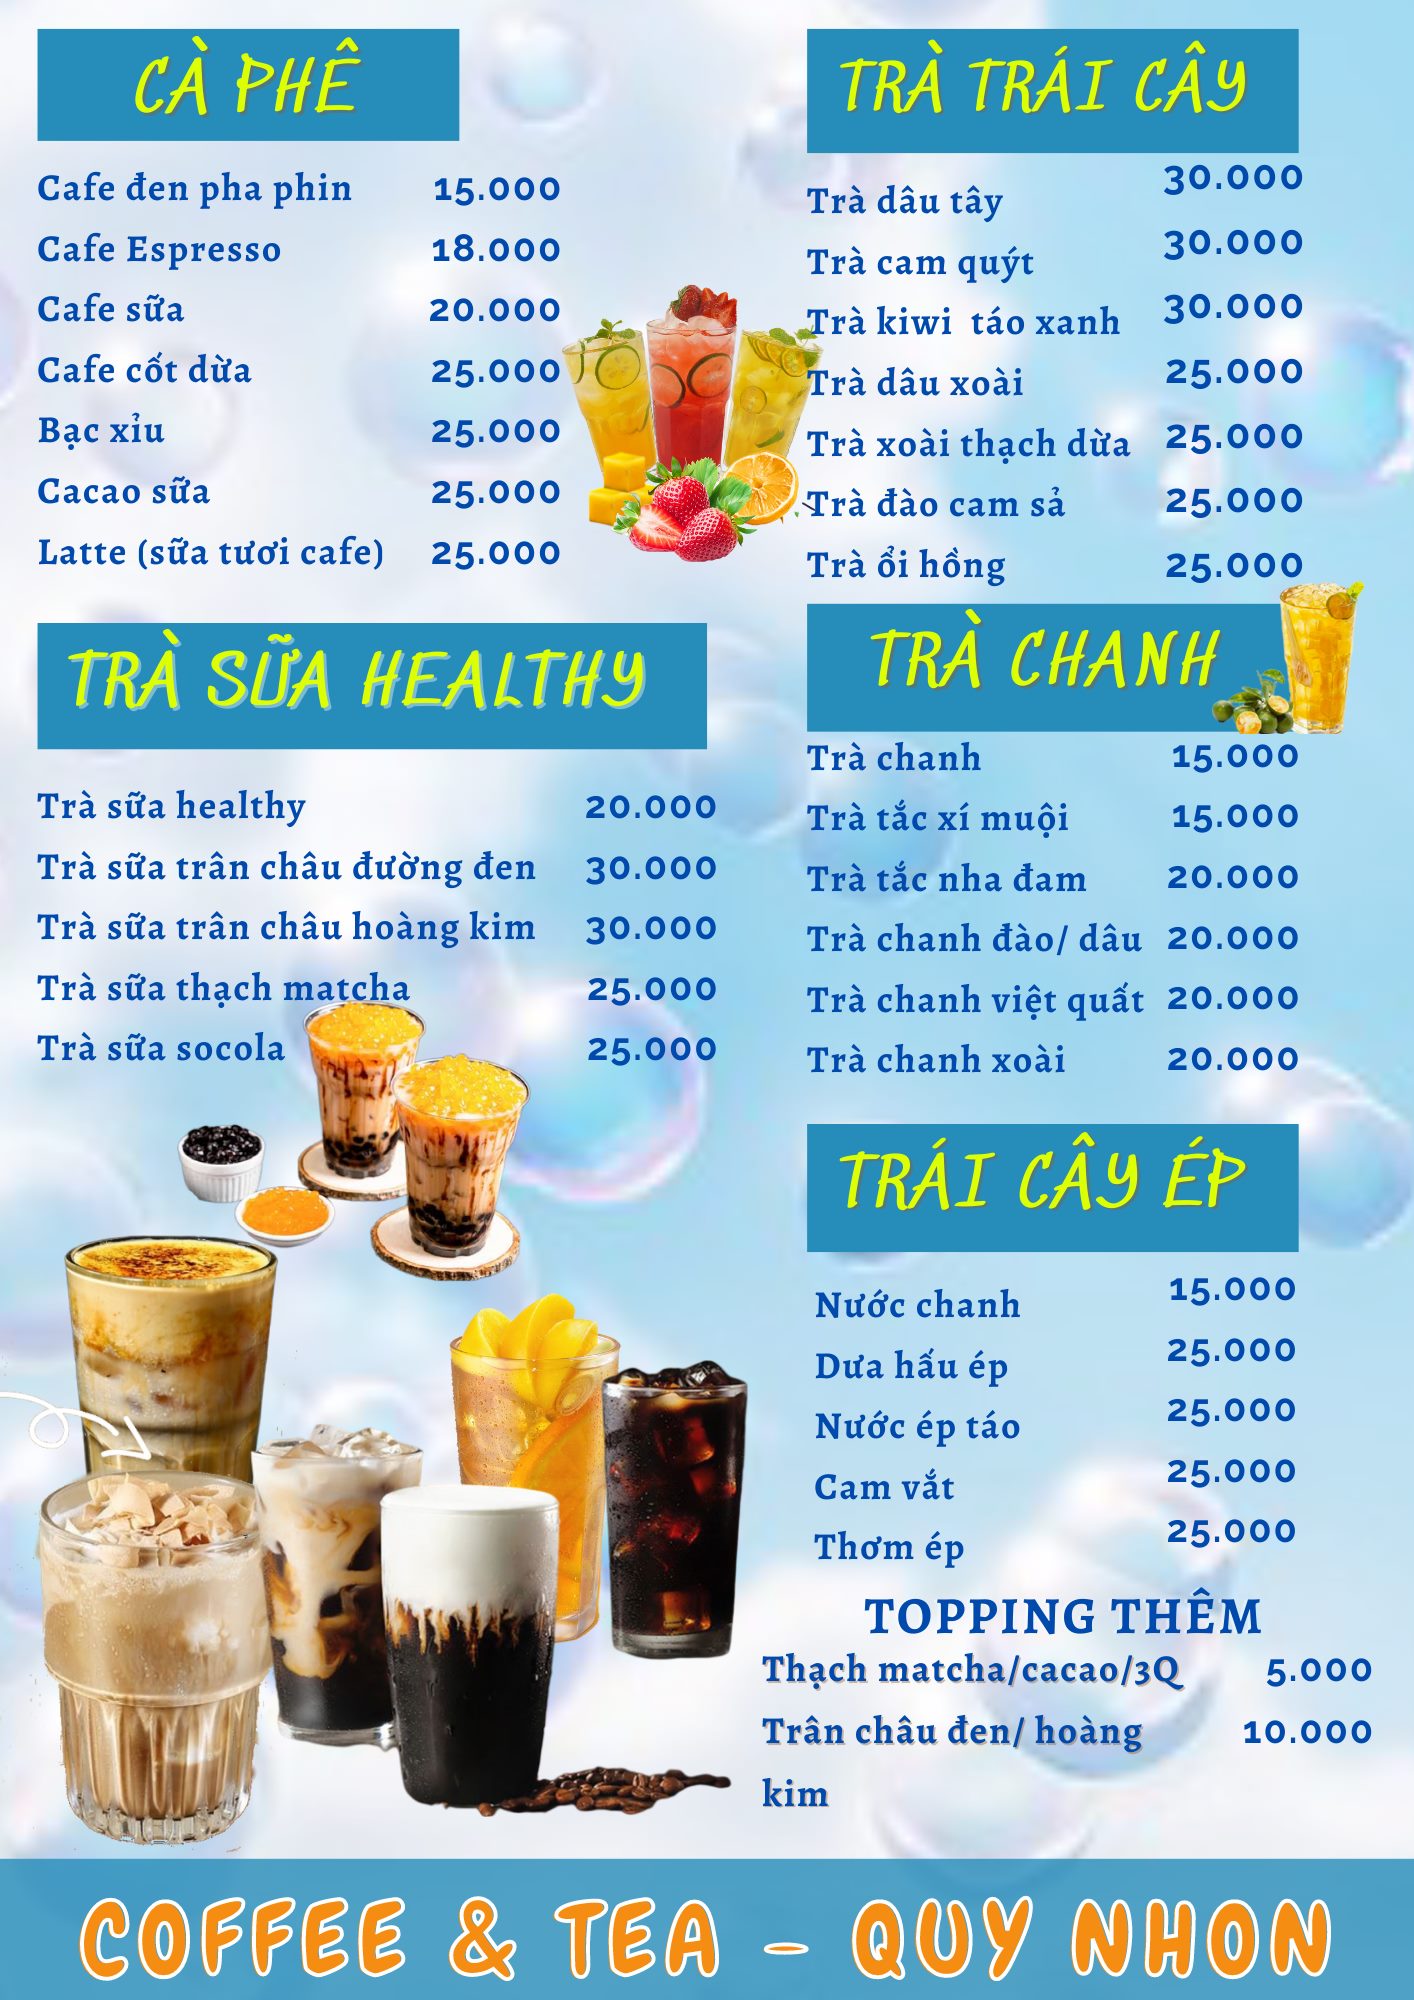 CÀ PHÊ
Cafe đen pha phin 15.000
Cafe Espresso 18.000
Cafe sữa 20.000
Cafe cốt dừa 25.000
Bạc xỉu 25.000
Cacao sữa 25.000
Latte (sữa tươi cafe) 25.000
TRÀ SỮA HEALTHY
Trà sữa healthy 20.000
Trà sữa trân châu đường đen 30.000
Trà sữa trân châu hoàng kim 30.000
Trà sữa thạch matcha 25.000
Trà sữa socola 25.000
TRÀ TRÁI CÂY
Trà dâu tây 30.000
Trà cam quýt 30.000
Trà kiwi táo xanh 30.000
Trà dâu xoài 25.000
Trà xoài thạch dừa 25.000
Trà đào cam sả 25.000
Trà ổi hồng 25.000
TRÀ CHANH
Trà chanh 15.000
Trà tắc xí muội 15.000
Trà tắc nha đam 20.000
Trà chanh đào/ dâu 20.000
Trà chanh việt quất 20.000
Trà chanh xoài 20.000
TRÁI CÂY ÉP
Nước chanh 15.000
Dưa hấu ép 25.000
Nước ép táo 25.000
Cam vắt 25.000
Thơm ép 25.000
TOPPING THÊM
Thạch matcha/cacao/3Q 5.000
Trân châu đen/ hoàng 10.000
kim
COFFEE & TEA - QUY NHON